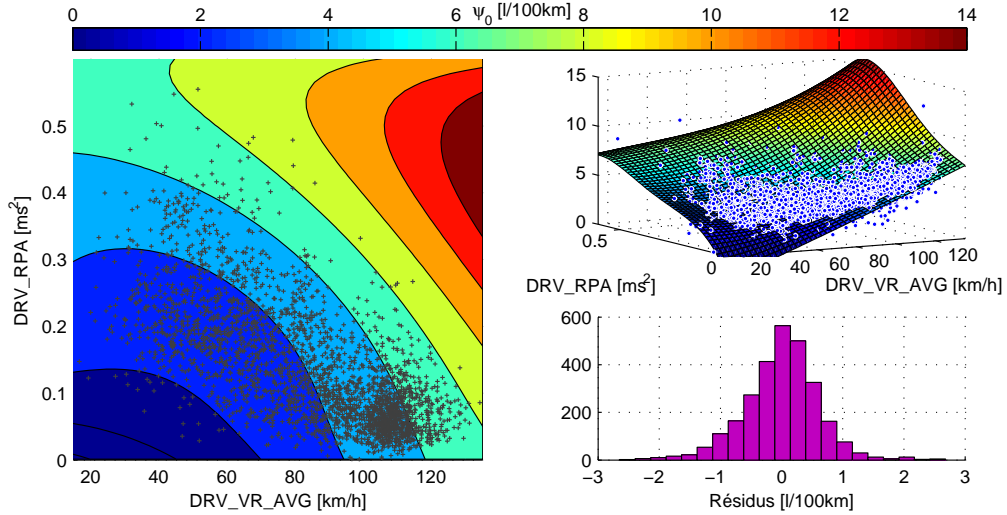 ψ_0 [l/100km]
0 2 4 6 8 10 12 14
DRV_RPA [ms²]
0.5
0.4
0.3
0.2
0.1
0
20 40 60 80 100 120
DRV_VR_AVG [km/h]
15
10
5
0
0.5
0 20 40 60 80 100 120
DRV_RPA [ms²]
DRV_VR_AVG [km/h]
600
400
200
0
−3 −2 −1 0 1 2 3
Résidus [l/100km]